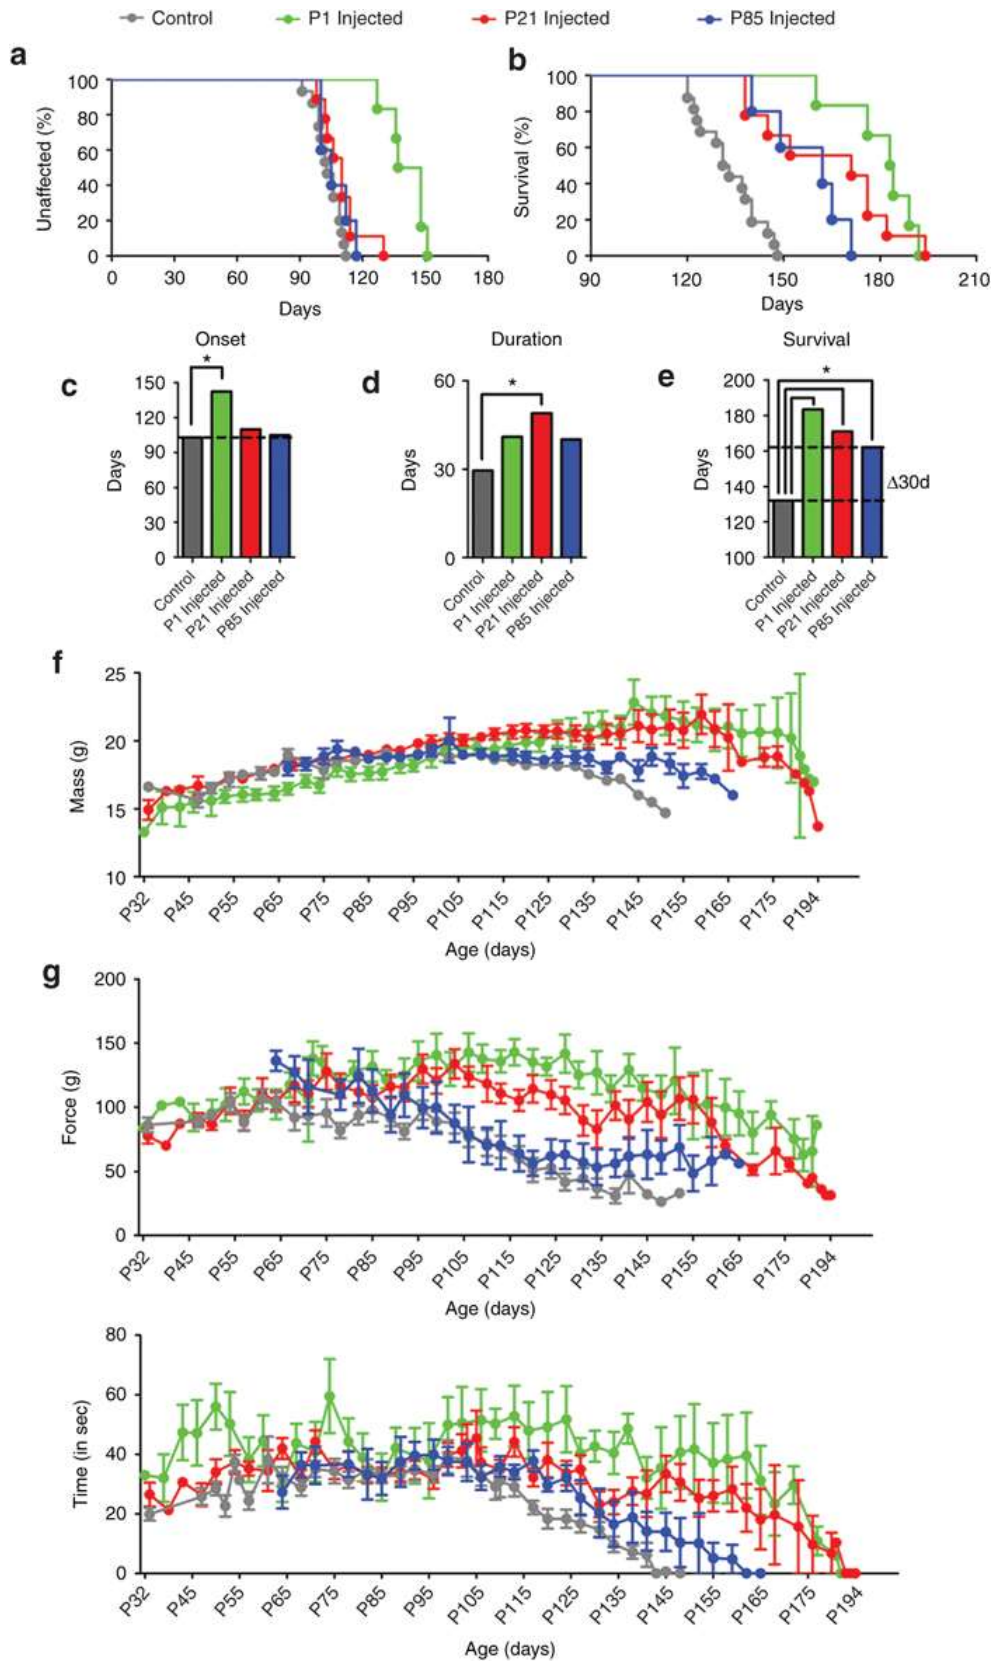 Control P1 Injected P21 Injected P85 Injected
a
Unaffected (%)
100
80
60
40
20
0
0 30 60 90 120 150 180
Days
b
Survival (%)
100
80
60
40
20
0
90 120 150 180 210
Days
c
Onset
*
Days
150
120
90
60
30
0
Control P1 Injected P21 Injected P85 Injected
d
Duration
*
Days
60
30
0
Control P1 Injected P21 Injected P85 Injected
e
Survival
*
Days
200
180
160
140
120
100
Δ30d
Control P1 Injected P21 Injected P85 Injected
f
Mass (g)
25
20
15
10
P32 P45 P55 P65 P75 P85 P95 P105 P115 P125 P135 P145 P155 P165 P175 P194
Age (days)
g
Force (g)
200
150
100
50
0
P32 P45 P55 P65 P75 P85 P95 P105 P115 P125 P135 P145 P155 P165 P175 P194
Age (days)
Time (in sec)
80
60
40
20
0
P32 P45 P55 P65 P75 P85 P95 P105 P115 P125 P135 P145 P155 P165 P175 P194
Age (days)